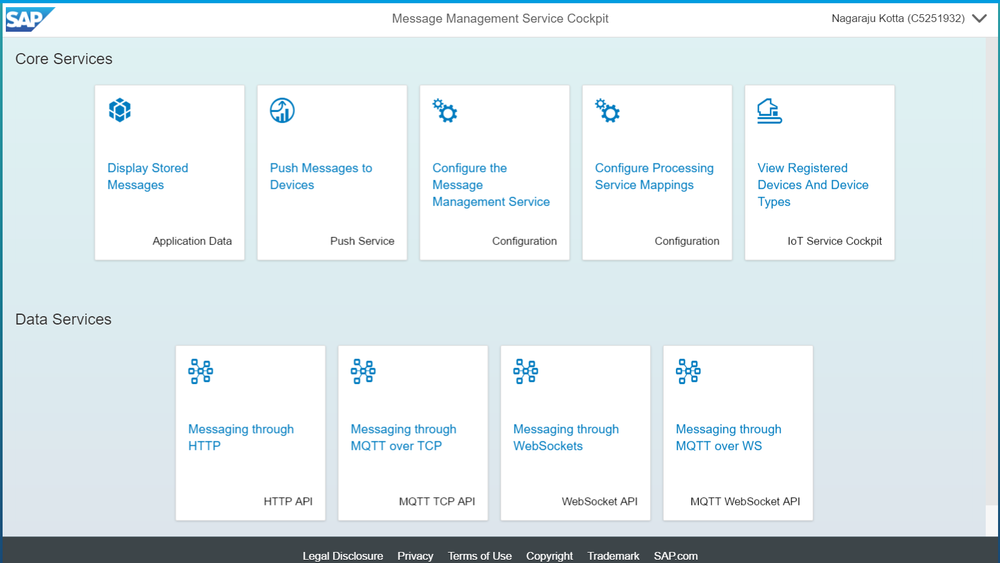 SAP
Message Management Service Cockpit
Nagaraju Kotta (C5251932)
Core Services
Display Stored
Messages
Application Data
Push Messages to
Devices
Push Service
Configure the
Message
Management Service
Configuration
Configure Processing
Service Mappings
Configuration
View Registered
Devices And Device
Types
IoT Service Cockpit
Data Services
Messaging through
HTTP
HTTP API
Messaging through
MQTT over TCP
MQTT TCP API
Messaging through
WebSockets
WebSocket API
Messaging through
MQTT over WS
MQTT WebSocket API
Legal Disclosure Privacy Terms of Use Copyright Trademark SAP.com